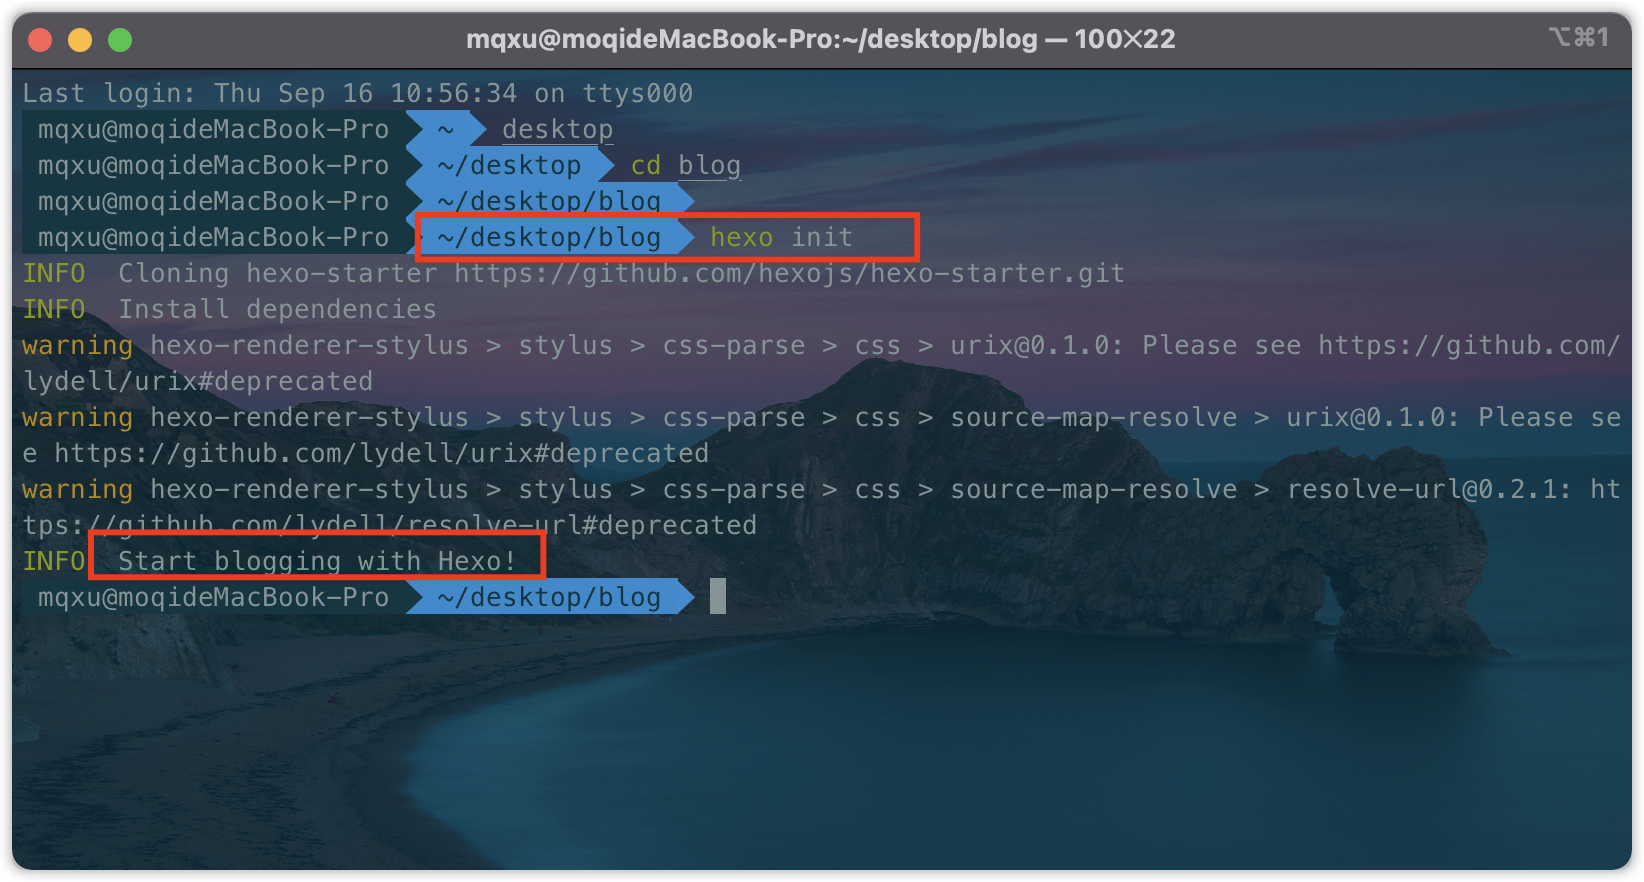 mqxu@moqideMacBook-Pro:~/desktop/blog — 100×22
⌥⌘1
Last login: Thu Sep 16 10:56:34 on ttys000
mqxu@moqideMacBook-Pro ~ desktop
mqxu@moqideMacBook-Pro ~/desktop cd blog
mqxu@moqideMacBook-Pro ~/desktop/blog
mqxu@moqideMacBook-Pro ~/desktop/blog hexo init
INFO  Cloning hexo-starter https://github.com/hexojs/hexo-starter.git
INFO  Install dependencies
warning hexo-renderer-stylus > stylus > css-parse > css > urix@0.1.0: Please see https://github.com/
lydell/urix#deprecated
warning hexo-renderer-stylus > stylus > css-parse > css > source-map-resolve > urix@0.1.0: Please se
e https://github.com/lydell/urix#deprecated
warning hexo-renderer-stylus > stylus > css-parse > css > source-map-resolve > resolve-url@0.2.1: ht
tps://github.com/lydell/resolve-url#deprecated
INFO  Start blogging with Hexo!
mqxu@moqideMacBook-Pro ~/desktop/blog